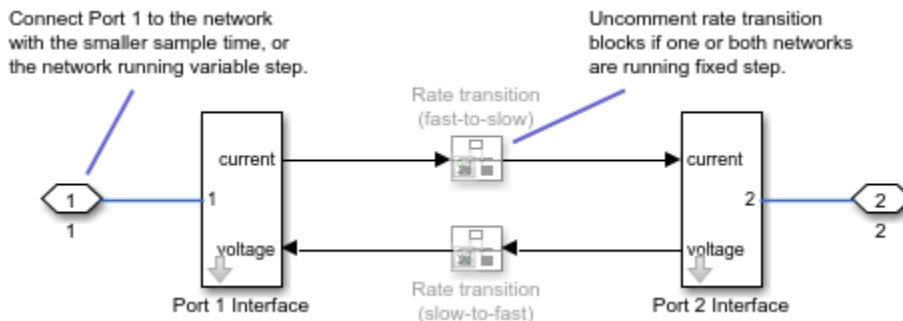 Connect Port 1 to the network
with the smaller sample time, or
the network running variable step.
Uncomment rate transition
blocks if one or both networks
are running fixed step.
Rate transition
(fast-to-slow)
current
current
1
1
2
2
1
2
voltage
voltage
Port 1 Interface
Rate transition
(slow-to-fast)
Port 2 Interface